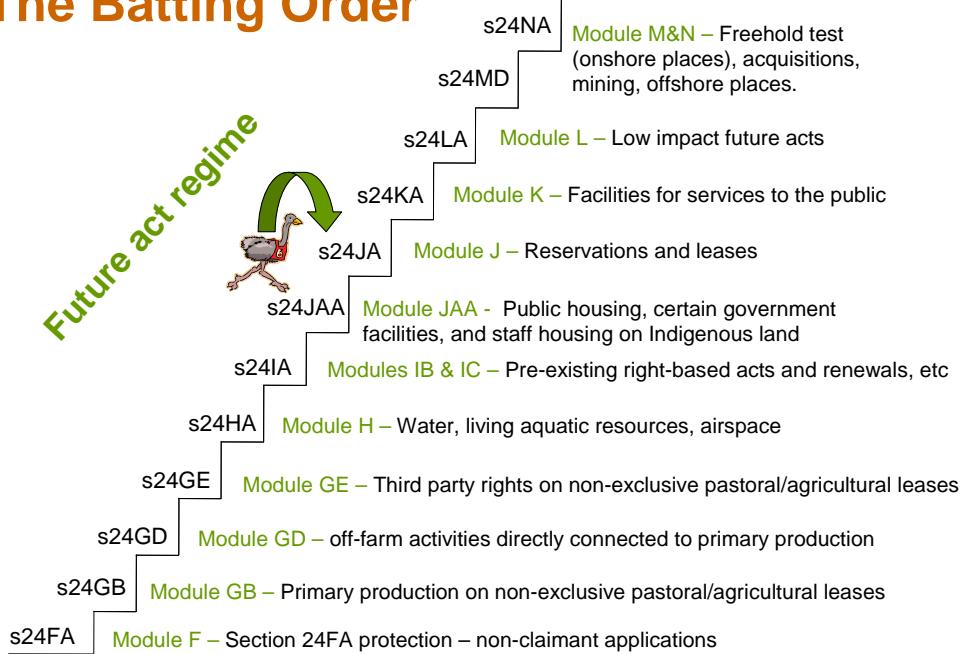 The Batting Order
s24NA
Module M&N – Freehold test
(onshore places), acquisitions,
mining, offshore places.
s24MD
s24LA
Module L – Low impact future acts
Future act regime
s24KA
Module K – Facilities for services to the public
s24JA
Module J – Reservations and leases
s24JAA
Module JAA - Public housing, certain government
facilities, and staff housing on Indigenous land
s24IA
Modules IB & IC – Pre-existing right-based acts and renewals, etc
s24HA
Module H – Water, living aquatic resources, airspace
s24GE
Module GE – Third party rights on non-exclusive pastoral/agricultural leases
s24GD
Module GD – off-farm activities directly connected to primary production
s24GB
Module GB – Primary production on non-exclusive pastoral/agricultural leases
s24FA
Module F – Section 24FA protection – non-claimant applications